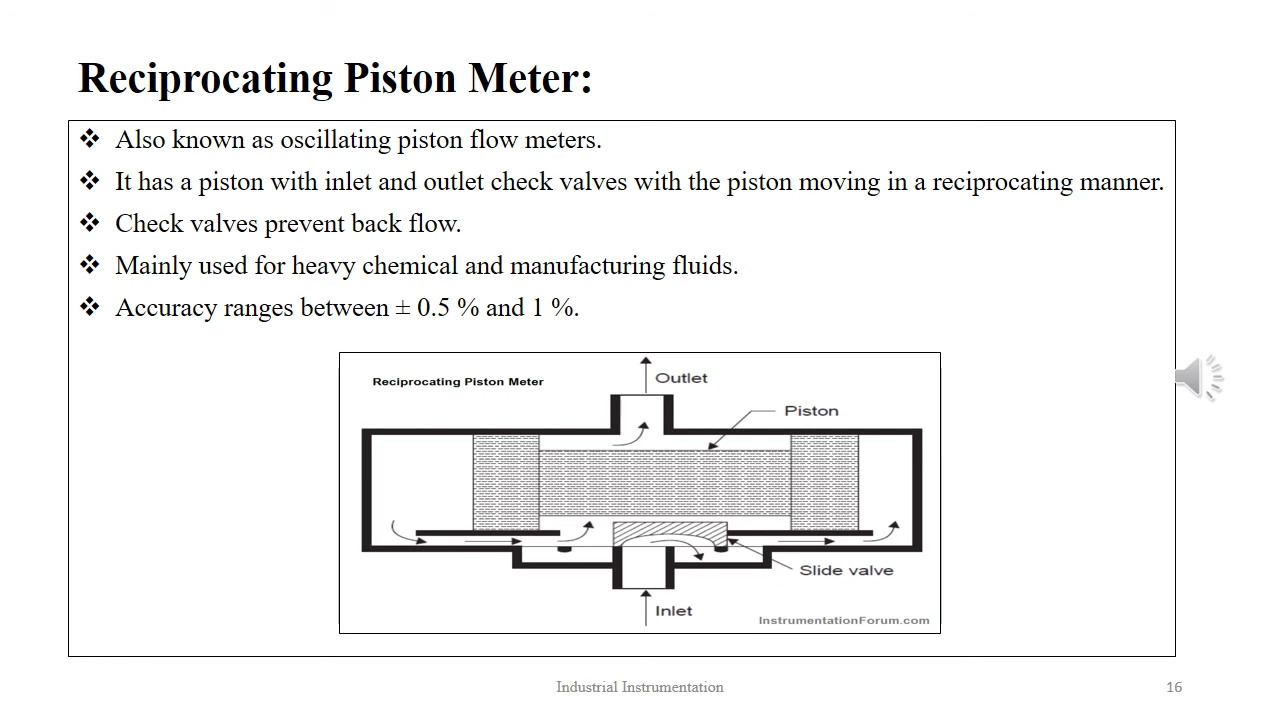 Reciprocating Piston Meter:
❖ Also known as oscillating piston flow meters.
❖ It has a piston with inlet and outlet check valves with the piston moving in a reciprocating manner.
❖ Check valves prevent back flow.
❖ Mainly used for heavy chemical and manufacturing fluids.
❖ Accuracy ranges between ± 0.5 % and 1 %.
Reciprocating Piston Meter
Outlet
Piston
Slide valve
Inlet
InstrumentationForum.com
Industrial Instrumentation
16